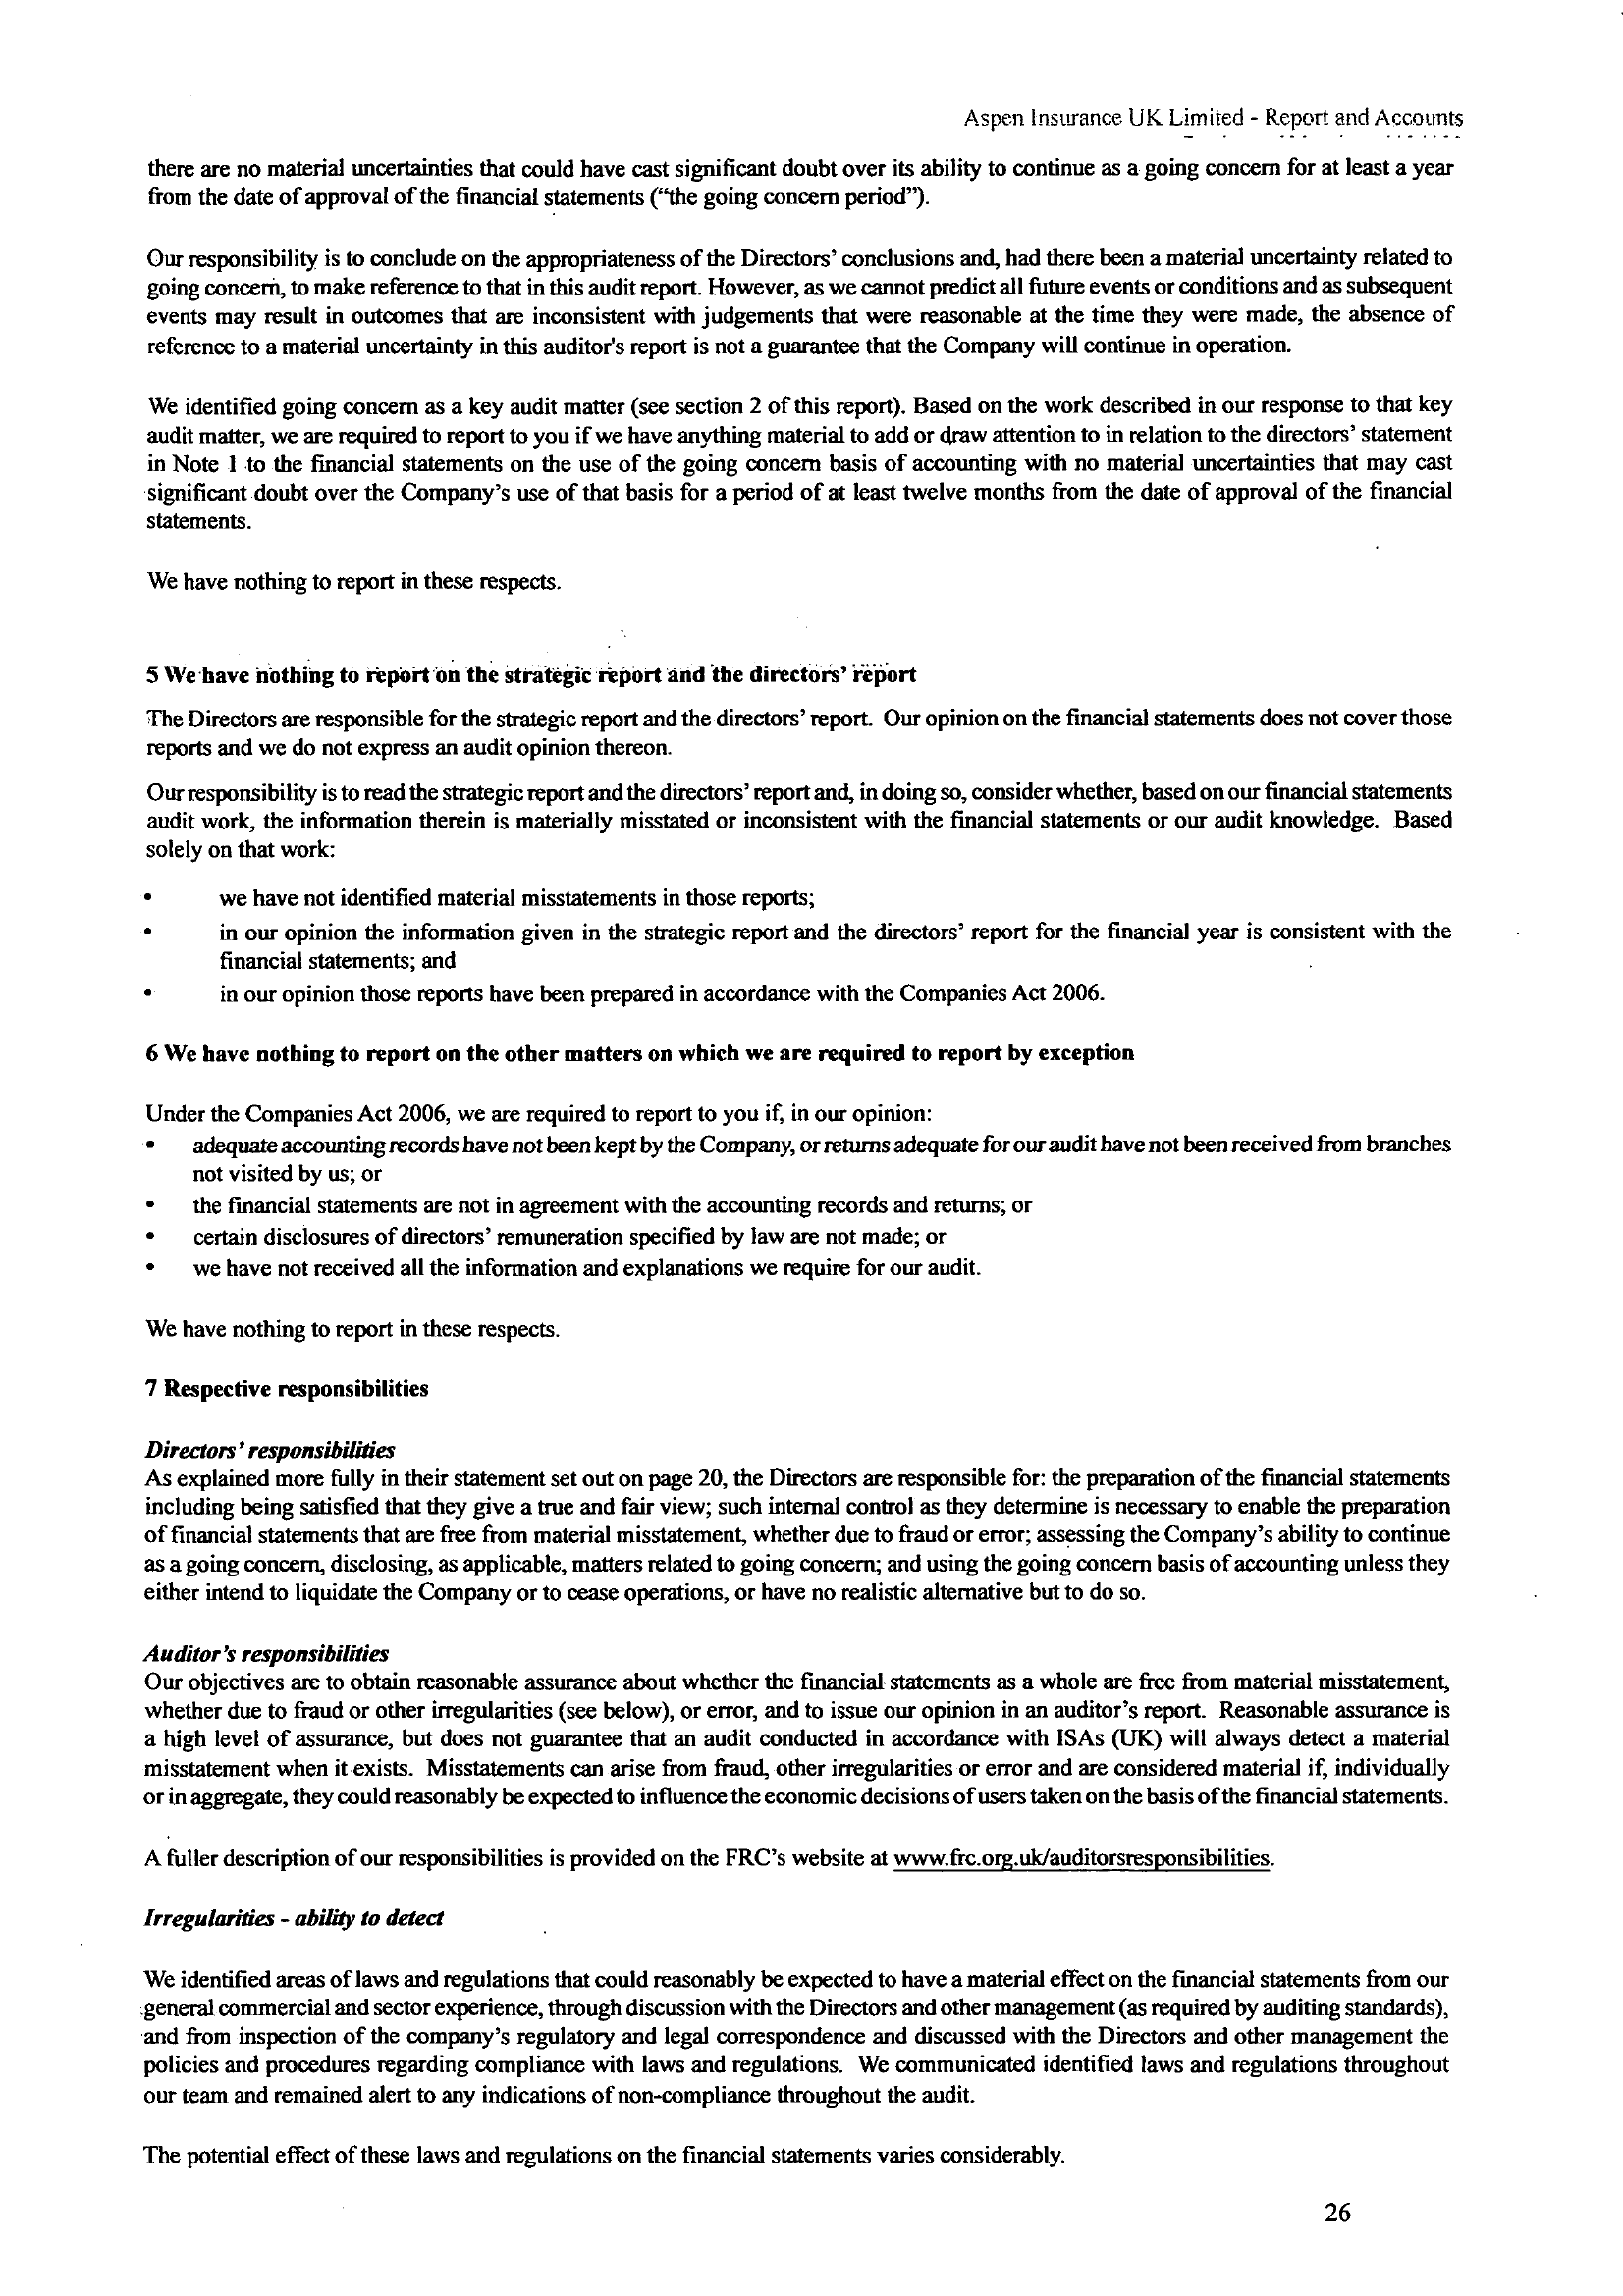 Aspen Insurance UK Limited - Report and Accounts
there are no material uncertainties that could have cast significant doubt over its ability to continue as a going concern for at least a year
from the date of approval of the financial statements (“the going concern period”).
Our responsibility is to conclude on the appropriateness of the Directors’ conclusions and, had there been a material uncertainty related to
going concern, to make reference to that in this audit report. However, as we cannot predict all future events or conditions and as subsequent
events may result in outcomes that are inconsistent with judgements that were reasonable at the time they were made, the absence of
reference to a material uncertainty in this auditor's report is not a guarantee that the Company will continue in operation.
We identified going concern as a key audit matter (see section 2 of this report). Based on the work described in our response to that key
audit matter, we are required to report to you if we have anything material to add or draw attention to in relation to the directors’ statement
in Note 1 to the financial statements on the use of the going concern basis of accounting with no material uncertainties that may cast
significant doubt over the Company’s use of that basis for a period of at least twelve months from the date of approval of the financial
statements.
We have nothing to report in these respects.
5 We have nothing to report on the strategic report and the directors’ report
The Directors are responsible for the strategic report and the directors’ report. Our opinion on the financial statements does not cover those
reports and we do not express an audit opinion thereon.
Our responsibility is to read the strategic report and the directors’ report and, in doing so, consider whether, based on our financial statements
audit work, the information therein is materially misstated or inconsistent with the financial statements or our audit knowledge. Based
solely on that work:
• we have not identified material misstatements in those reports;
• in our opinion the information given in the strategic report and the directors’ report for the financial year is consistent with the
financial statements; and
• in our opinion those reports have been prepared in accordance with the Companies Act 2006.
6 We have nothing to report on the other matters on which we are required to report by exception
Under the Companies Act 2006, we are required to report to you if, in our opinion:
• adequate accounting records have not been kept by the Company, or returns adequate for our audit have not been received from branches
not visited by us; or
• the financial statements are not in agreement with the accounting records and returns; or
• certain disclosures of directors’ remuneration specified by law are not made; or
• we have not received all the information and explanations we require for our audit.
We have nothing to report in these respects.
7 Respective responsibilities
Directors’ responsibilities
As explained more fully in their statement set out on page 20, the Directors are responsible for: the preparation of the financial statements
including being satisfied that they give a true and fair view; such internal control as they determine is necessary to enable the preparation
of financial statements that are free from material misstatement, whether due to fraud or error; assessing the Company’s ability to continue
as a going concern, disclosing, as applicable, matters related to going concern; and using the going concern basis of accounting unless they
either intend to liquidate the Company or to cease operations, or have no realistic alternative but to do so.
Auditor’s responsibilities
Our objectives are to obtain reasonable assurance about whether the financial statements as a whole are free from material misstatement,
whether due to fraud or other irregularities (see below), or error, and to issue our opinion in an auditor’s report. Reasonable assurance is
a high level of assurance, but does not guarantee that an audit conducted in accordance with ISAs (UK) will always detect a material
misstatement when it exists. Misstatements can arise from fraud, other irregularities or error and are considered material if, individually
or in aggregate, they could reasonably be expected to influence the economic decisions of users taken on the basis of the financial statements.
A fuller description of our responsibilities is provided on the FRC’s website at www.frc.org.uk/auditorsresponsibilities.
Irregularities - ability to detect
We identified areas of laws and regulations that could reasonably be expected to have a material effect on the financial statements from our
general commercial and sector experience, through discussion with the Directors and other management (as required by auditing standards),
and from inspection of the company’s regulatory and legal correspondence and discussed with the Directors and other management the
policies and procedures regarding compliance with laws and regulations. We communicated identified laws and regulations throughout
our team and remained alert to any indications of non-compliance throughout the audit.
The potential effect of these laws and regulations on the financial statements varies considerably.
26